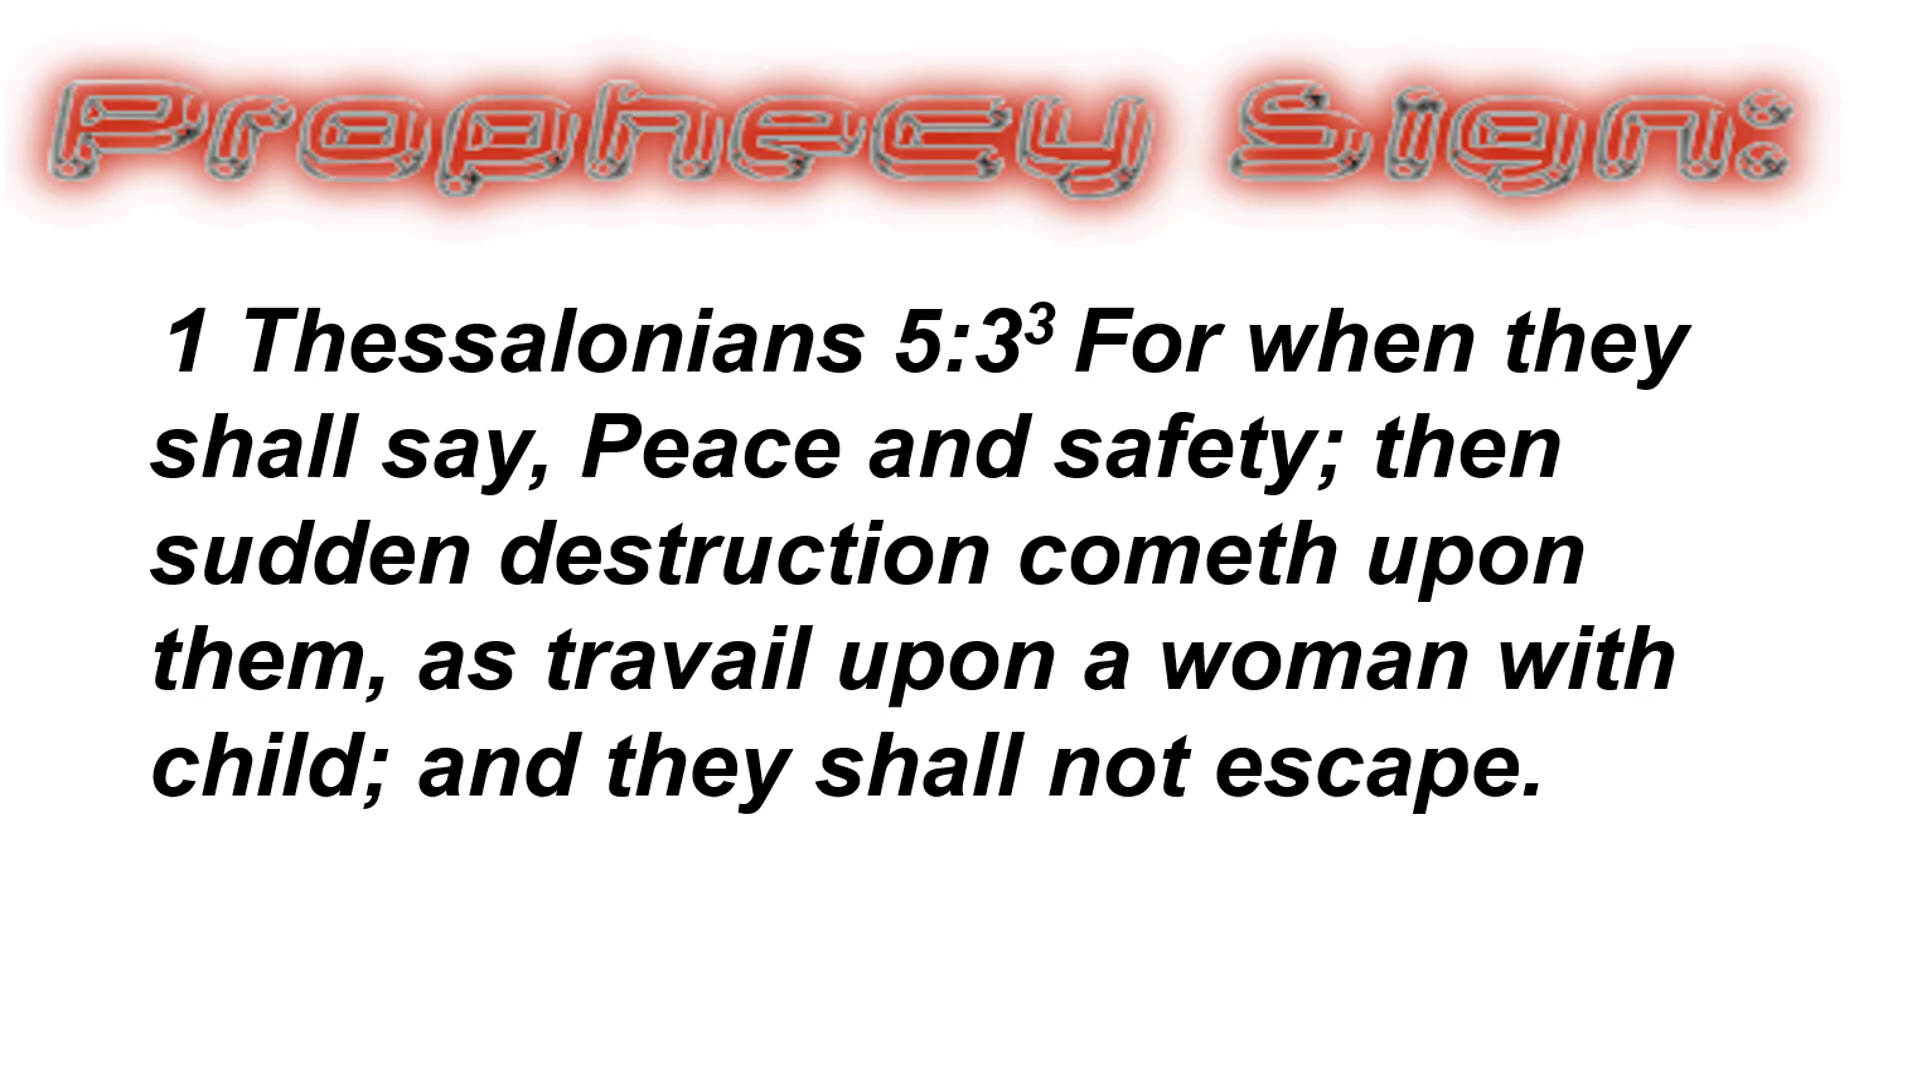 Prophecy Sign:
1 Thessalonians 5:3³ For when they
shall say, Peace and safety; then
sudden destruction cometh upon
them, as travail upon a woman with
child; and they shall not escape.